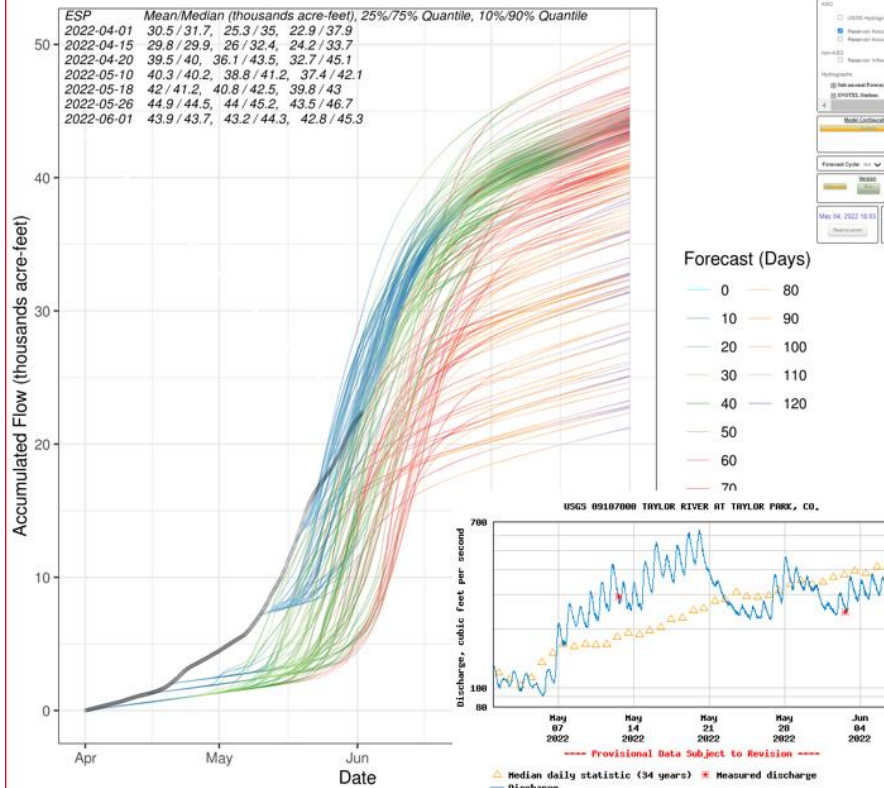 ESP Mean/Median (thousands acre-feet), 25%/75% Quantile, 10%/90% Quantile
2022-04-01 30.5 / 31.7, 25.3 / 35, 22.9 / 37.9
2022-04-15 29.8 / 29.9, 26 / 32.4, 24.2 / 33.7
2022-04-20 39.5 / 40, 36.1 / 43.5, 32.7 / 45.1
2022-05-10 40.3 / 40.2, 38.8 / 41.2, 37.4 / 42.1
2022-05-18 42 / 41.2, 40.8 / 42.5, 39.8 / 43
2022-05-26 44.9 / 44.5, 44 / 45.2, 43.5 / 46.7
2022-06-01 43.9 / 43.7, 43.2 / 44.3, 42.8 / 45.3
50
40
30
20
10
0
Accumulated Flow (thousands acre-feet)
Apr May Jun
Date
ASO
non-ASO
Hydrographs
Forecast Cycle
Version
May 04, 2022
Forecast (Days)
0 80
10 90
20 100
30 110
40 120
50
60
70
USGS 09107000 TAYLOR RIVER AT TAYLOR PARK, CO.
700
100
80
Discharge, cubic feet per second
May May May May Jun
07 14 21 28 04
2022 2022 2022 2022 2022
---- Provisional Data Subject to Revision ----
Median daily statistic (34 years) Measured discharge
Discharge